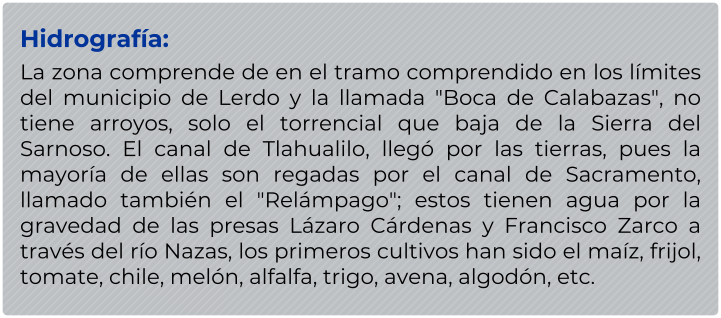 Hidrografía:
La zona comprende de en el tramo comprendido en los límites
del municipio de Lerdo y la llamada "Boca de Calabazas", no
tiene arroyos, solo el torrencial que baja de la Sierra del
Sarnoso. El canal de Tlahualilo, llegó por las tierras, pues la
mayoría de ellas son regadas por el canal de Sacramento,
llamado también el "Relámpago"; estos tienen agua por la
gravedad de las presas Lázaro Cárdenas y Francisco Zarco a
través del río Nazas, los primeros cultivos han sido el maíz, frijol,
tomate, chile, melón, alfalfa, trigo, avena, algodón, etc.